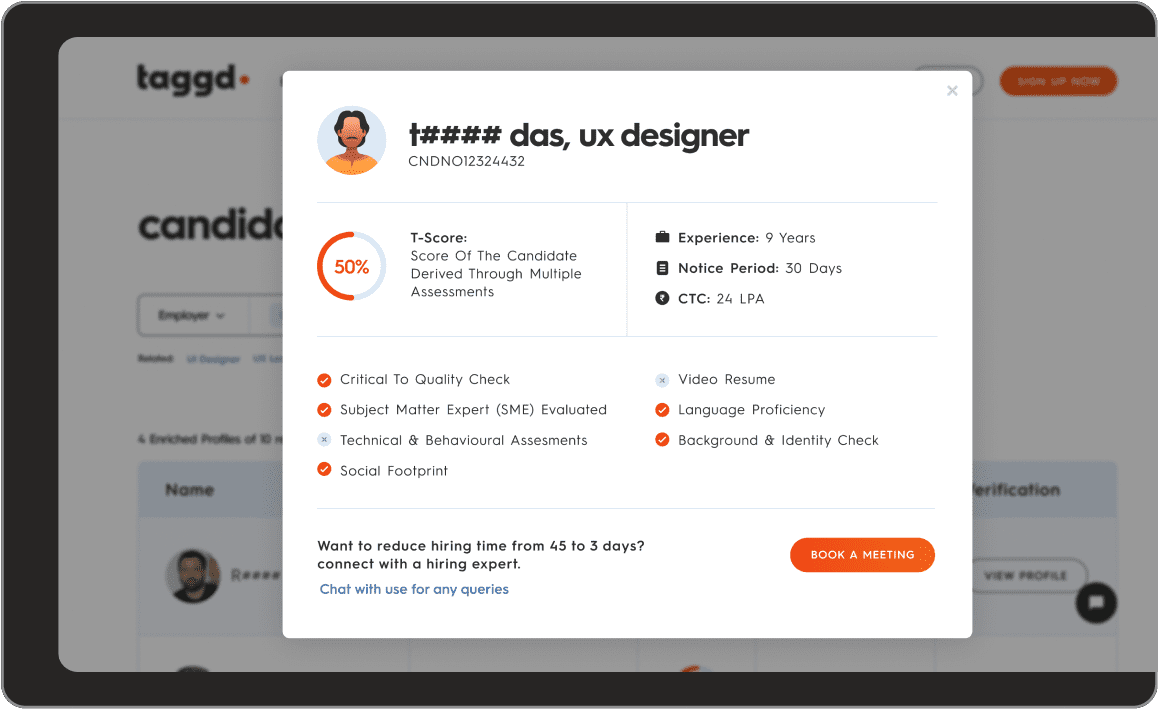 taggd
SIGN UP NOW
t#### das, ux designer
CNDNO12324432
candida
50%
T-Score:
Score Of The Candidate
Derived Through Multiple
Assessments
Experience: 9 Years
Notice Period: 30 Days
CTC: 24 LPA
Employer
Related: UI Designer UX
Critical To Quality Check
Subject Matter Expert (SME) Evaluated
Technical & Behavioural Assesments
Social Footprint
Video Resume
Language Proficiency
Background & Identity Check
4 Enriched Profiles of 10
Name
Verification
Want to reduce hiring time from 45 to 3 days?
connect with a hiring expert.
Chat with use for any queries
BOOK A MEETING
R####
VIEW PROFILE